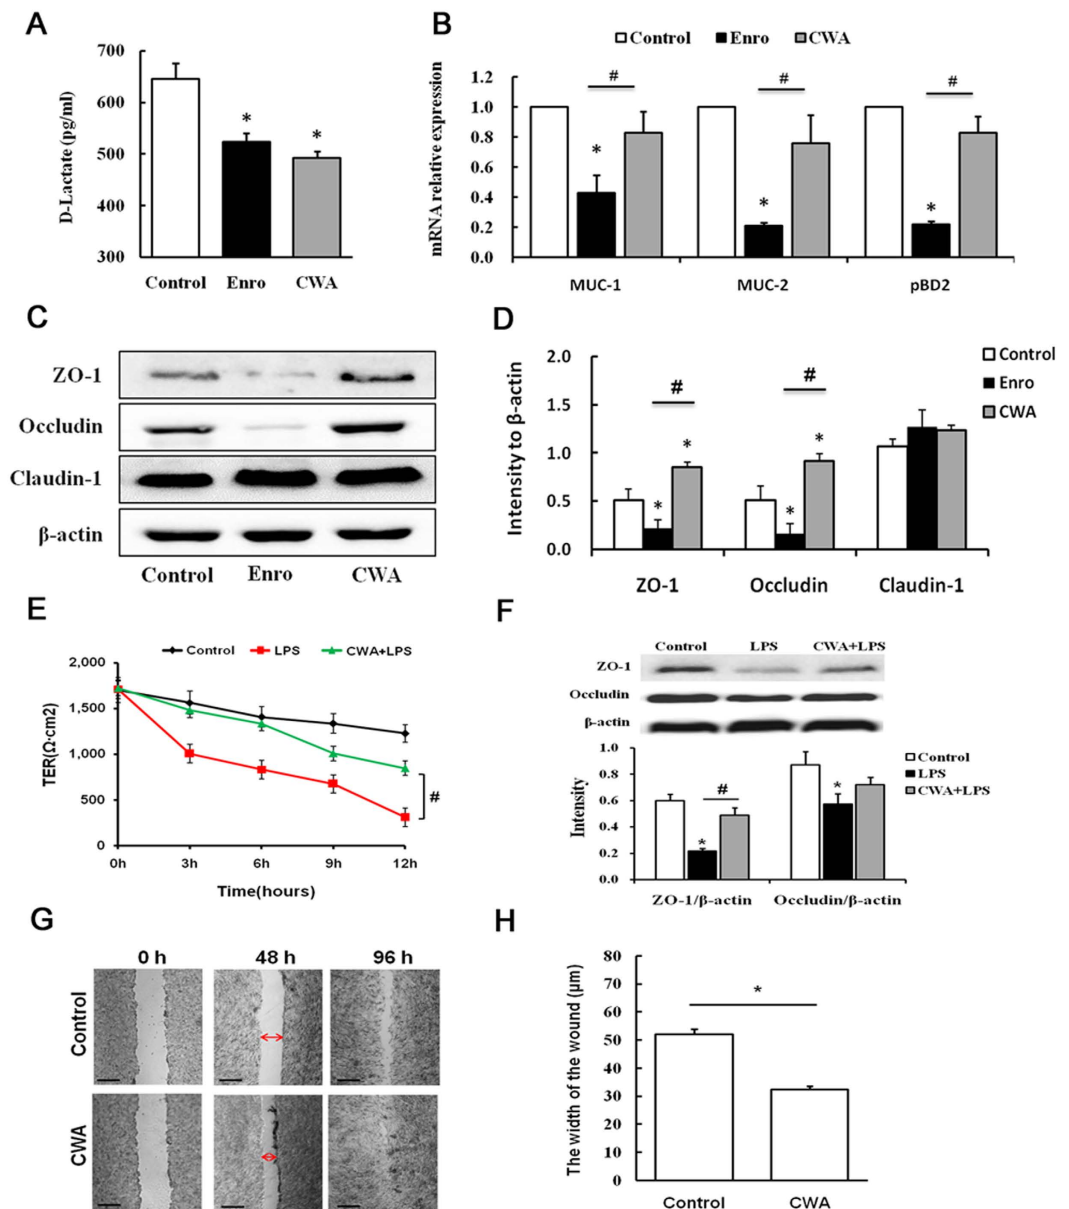 A
700
600
500
400
300
D-Lactate (pg/ml)
*
*
Control Enro CWA
B
Control Enro CWA
1.2
1.0
0.8
0.6
0.4
0.2
0.0
mRNA relative expression
# # #
* * *
MUC-1 MUC-2 pBD2
C
ZO-1
Occludin
Claudin-1
β-actin
Control Enro CWA
D
2.0
1.5
1.0
0.5
0.0
Intensity to β-actin
Control
Enro
CWA
# #
* * * *
ZO-1 Occludin Claudin-1
E
Control LPS CWA+LPS
2,000
1,500
1,000
500
0
TER(Ω·cm2)
#
0h 3h 6h 9h 12h
Time(hours)
F
Control LPS CWA+LPS
ZO-1
Occludin
β-actin
1.0
0.8
0.6
0.4
0.2
0.0
Intensity
Control
LPS
CWA+LPS
#
* *
ZO-1/β-actin Occludin/β-actin
G
0 h 48 h 96 h
Control
CWA
H
80
70
60
50
40
30
20
10
0
The width of the wound (μm)
*
Control CWA